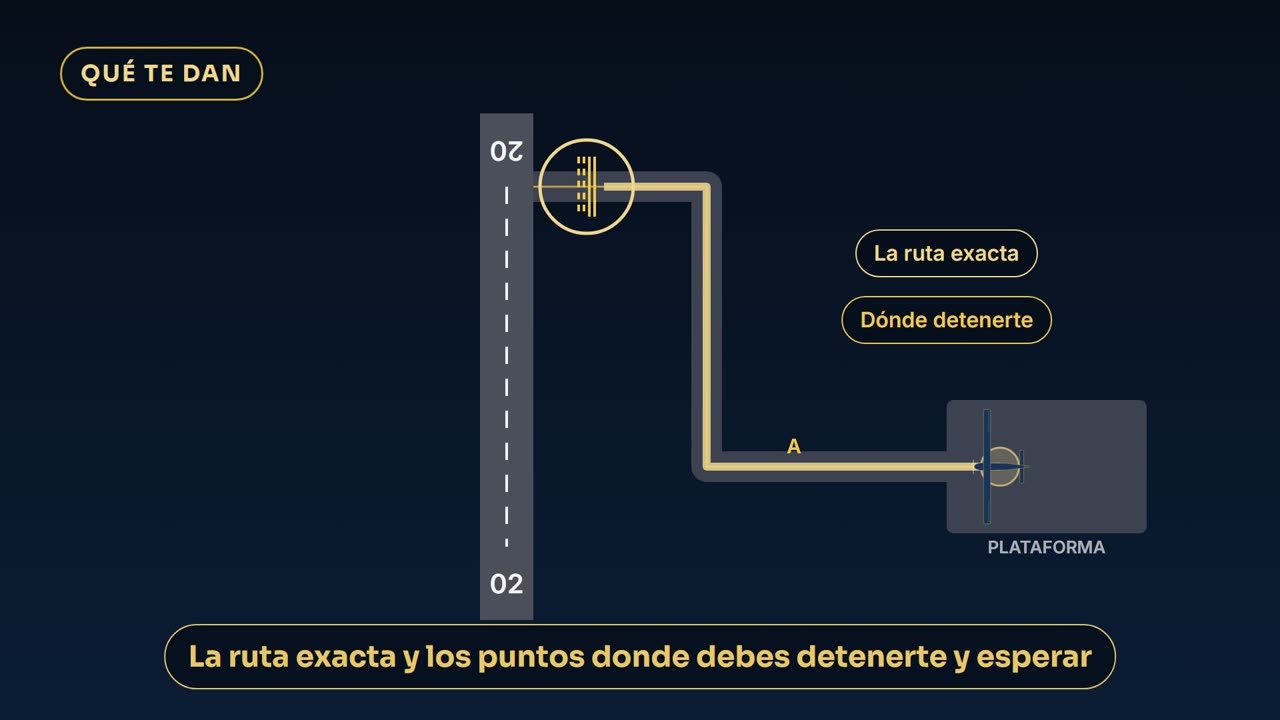 QUÉ TE DAN
20
La ruta exacta
Dónde detenerte
A
PLATAFORMA
02
La ruta exacta y los puntos donde debes detenerte y esperar